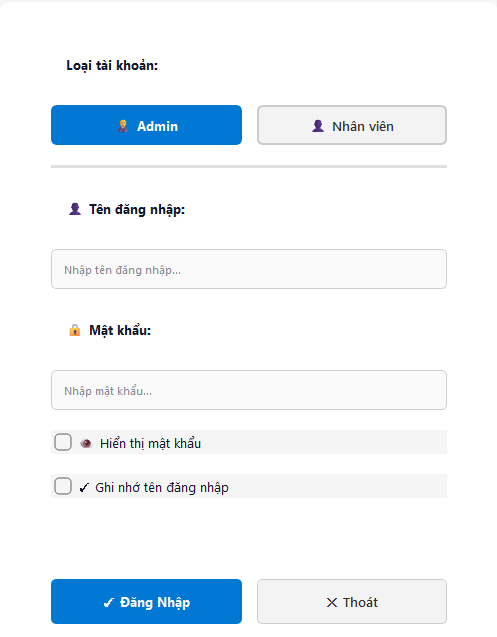 Loại tài khoản:
Admin
Nhân viên
Tên đăng nhập:
Nhập tên đăng nhập...
Mật khẩu:
Nhập mật khẩu...
Hiển thị mật khẩu
✓ Ghi nhớ tên đăng nhập
✓ Đăng Nhập
✕ Thoát